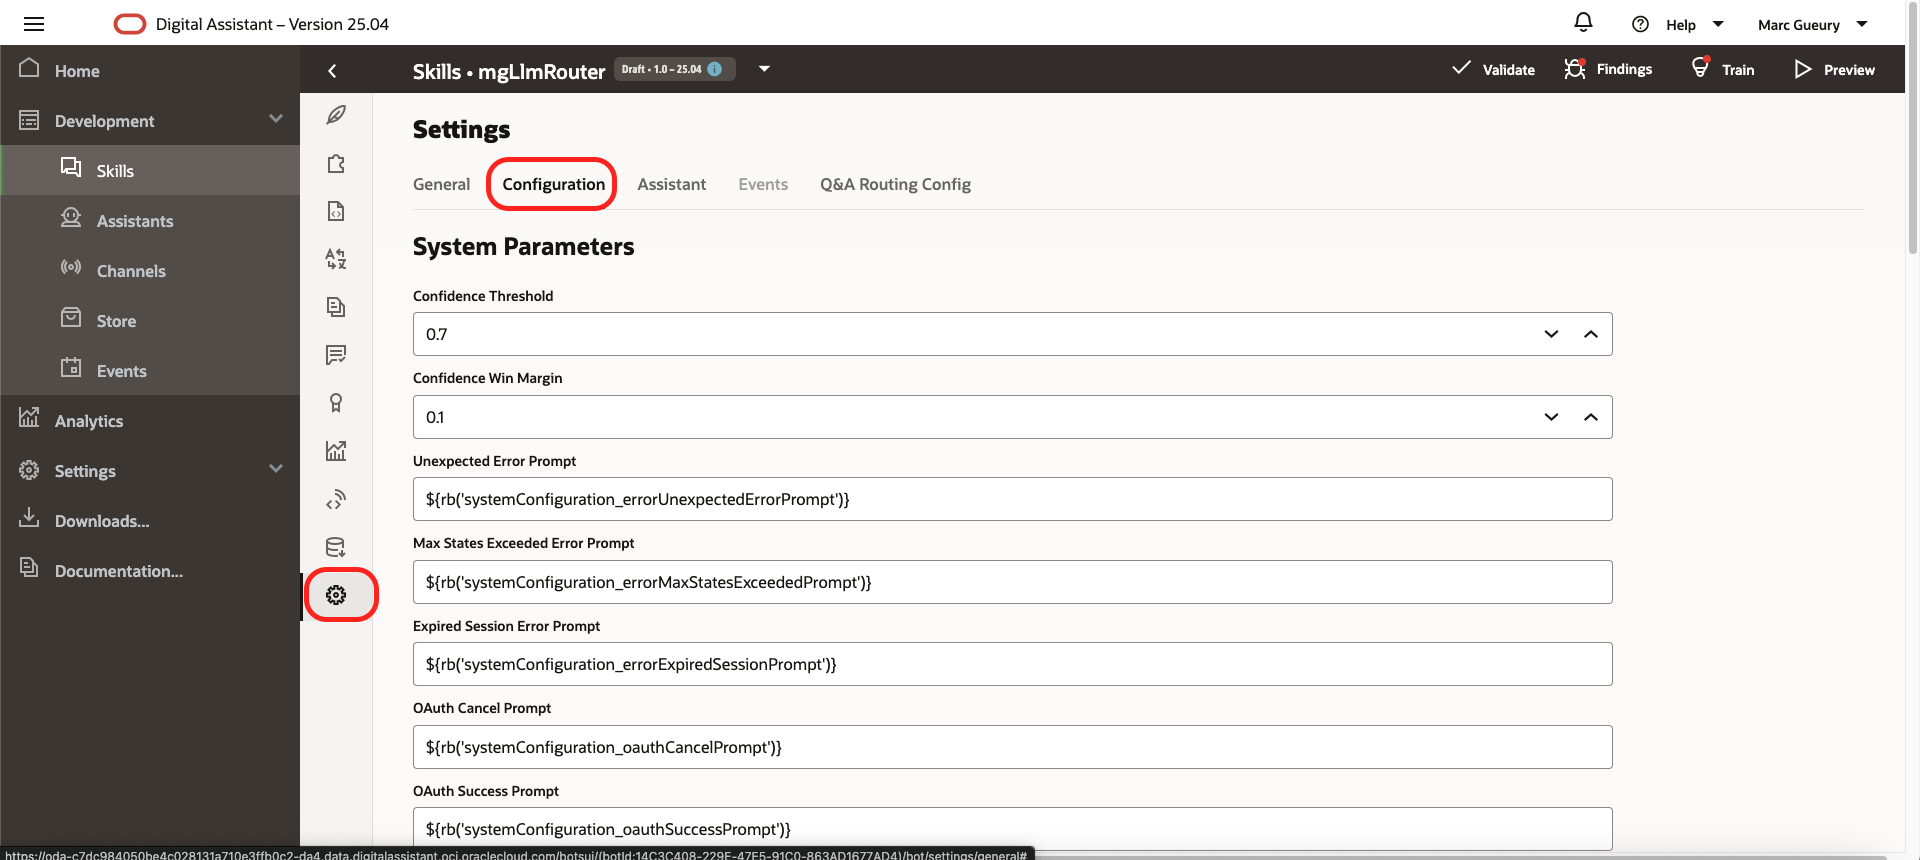 Digital Assistant – Version 25.04
Help
Marc Gueury
Home
Development
Skills
Assistants
Channels
Store
Events
Analytics
Settings
Downloads...
Documentation...
Skills • mgLlmRouter
Draft • 1.0 – 25.04
Validate
Findings
Train
Preview
Settings
General
Configuration
Assistant
Events
Q&A Routing Config
System Parameters
Confidence Threshold
0.7
Confidence Win Margin
0.1
Unexpected Error Prompt
${rb('systemConfiguration_errorUnexpectedErrorPrompt')}
Max States Exceeded Error Prompt
${rb('systemConfiguration_errorMaxStatesExceededPrompt')}
Expired Session Error Prompt
${rb('systemConfiguration_errorExpiredSessionPrompt')}
OAuth Cancel Prompt
${rb('systemConfiguration_oauthCancelPrompt')}
OAuth Success Prompt
${rb('systemConfiguration_oauthSuccessPrompt')}
https://oda-c7dc984050be4c028131a710e3ffb0c2-da4.data.digitalassistant.oci.oraclecloud.com/botsui/(botId:14C3C408-229F-47E5-91C0-863AD1677AD4)/bot/settings/general#